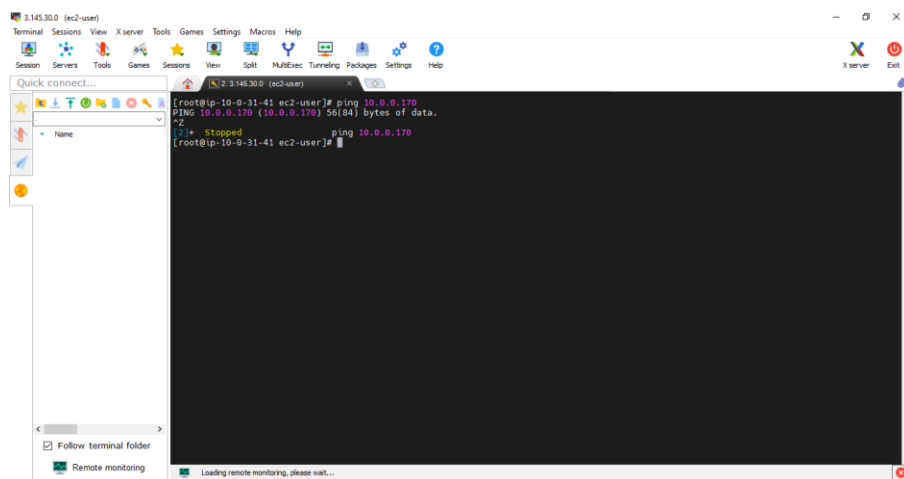 3.145.30.0 (ec2-user)
Terminal Sessions View X server Tools Games Settings Macros Help
Session Servers Tools Games Sessions View Split MultiExec Tunneling Packages Settings Help X server Exit
Quick connect...
2. 3.145.30.0 (ec2-user)
Name
[root@ip-10-0-31-41 ec2-user]# ping 10.0.0.170
PING 10.0.0.170 (10.0.0.170) 56(84) bytes of data.
^Z
[2]+ Stopped ping 10.0.0.170
[root@ip-10-0-31-41 ec2-user]#
Follow terminal folder
Remote monitoring
Loading remote monitoring, please wait...